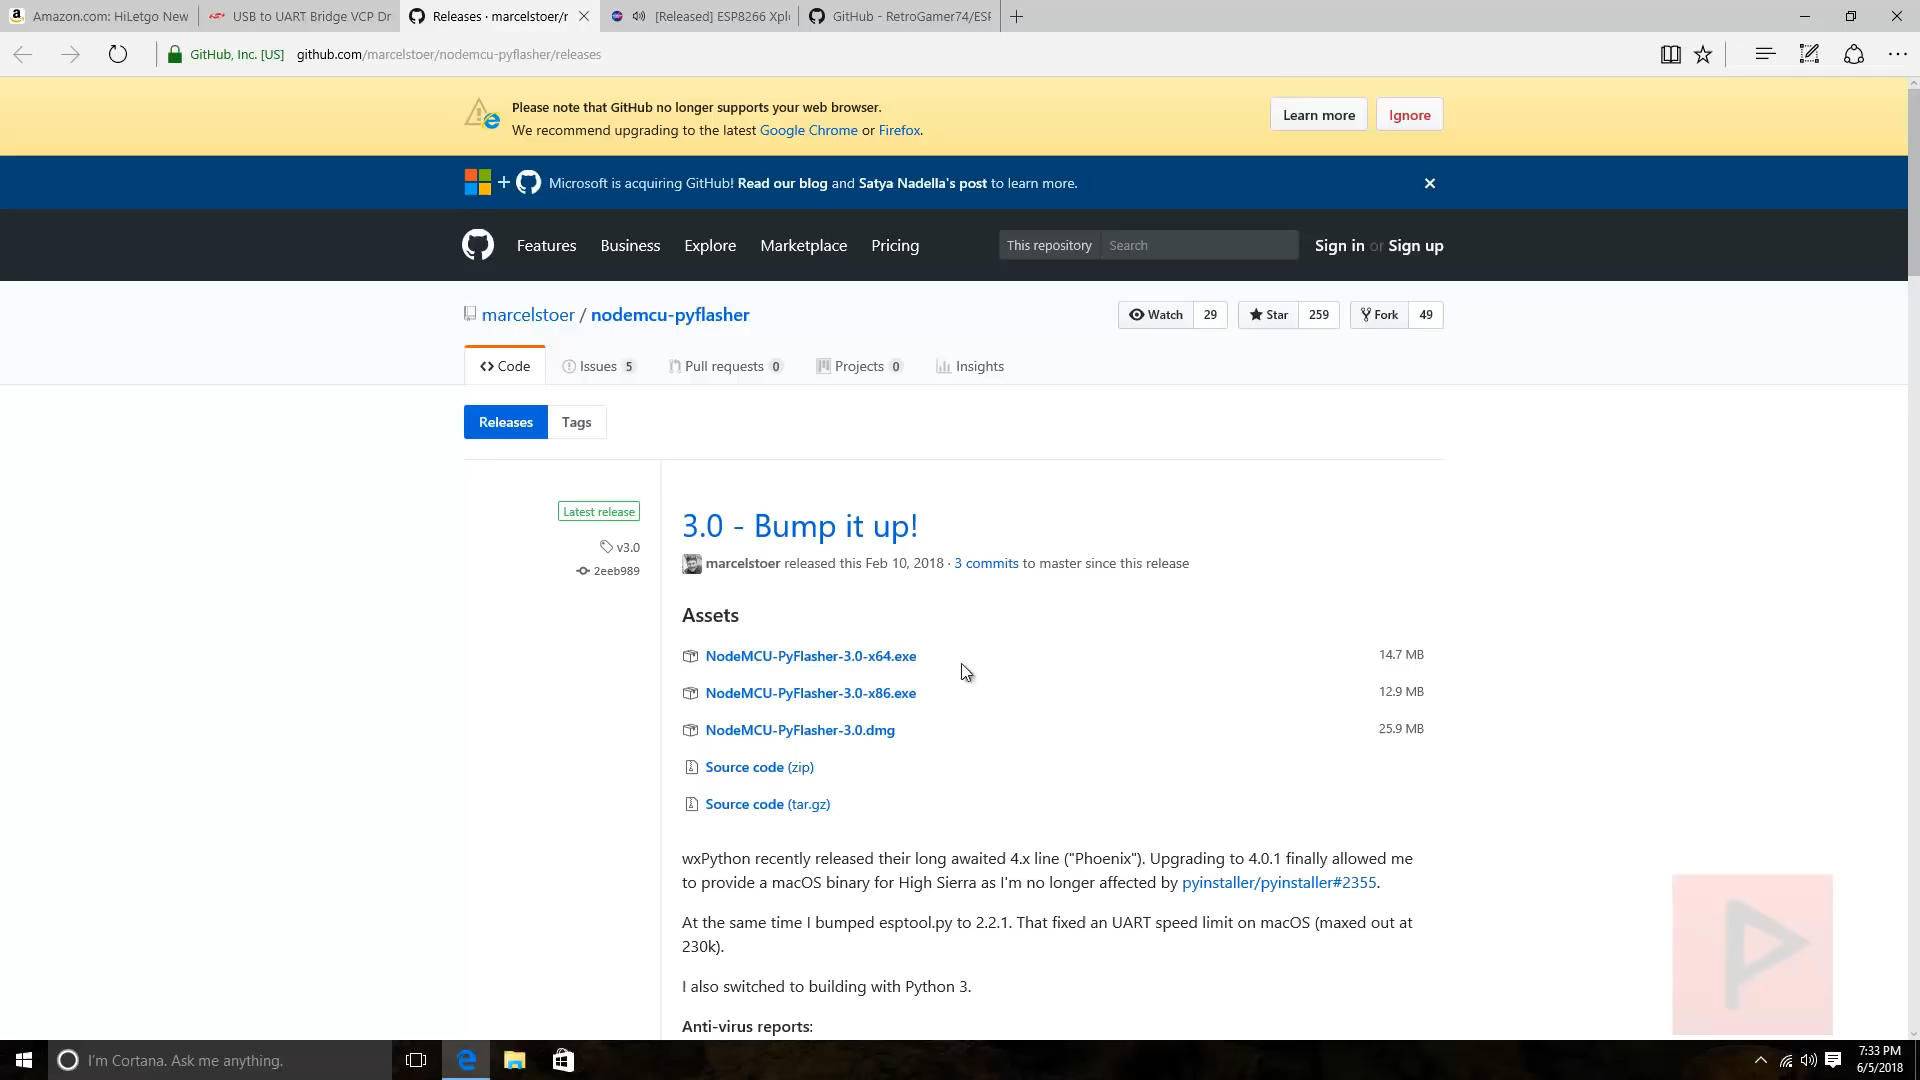 Amazon.com: HiLetgo New
USB to UART Bridge VCP Dr
Releases · marcelstoer/r
[Released] ESP8266 Xplo
GitHub - RetroGamer74/ESP
GitHub, Inc. [US] github.com/marcelstoer/nodemcu-pyflasher/releases
Please note that GitHub no longer supports your web browser.
We recommend upgrading to the latest Google Chrome or Firefox.
Learn more Ignore
Microsoft is acquiring GitHub! Read our blog and Satya Nadella's post to learn more.
Features Business Explore Marketplace Pricing This repository Search Sign in or Sign up
marcelstoer / nodemcu-pyflasher Watch 29 Star 259 Fork 49
Code Issues 5 Pull requests 0 Projects 0 Insights
Releases Tags
Latest release
v3.0
2eeb989
3.0 - Bump it up!
marcelstoer released this Feb 10, 2018 · 3 commits to master since this release
Assets
NodeMCU-PyFlasher-3.0-x64.exe 14.7 MB
NodeMCU-PyFlasher-3.0-x86.exe 12.9 MB
NodeMCU-PyFlasher-3.0.dmg 25.9 MB
Source code (zip)
Source code (tar.gz)
wxPython recently released their long awaited 4.x line ("Phoenix"). Upgrading to 4.0.1 finally allowed me
to provide a macOS binary for High Sierra as I'm no longer affected by pyinstaller/pyinstaller#2355.
At the same time I bumped esptool.py to 2.2.1. That fixed an UART speed limit on macOS (maxed out at
230k).
I also switched to building with Python 3.
Anti-virus reports:
I'm Cortana. Ask me anything.
7:33 PM
6/5/2018